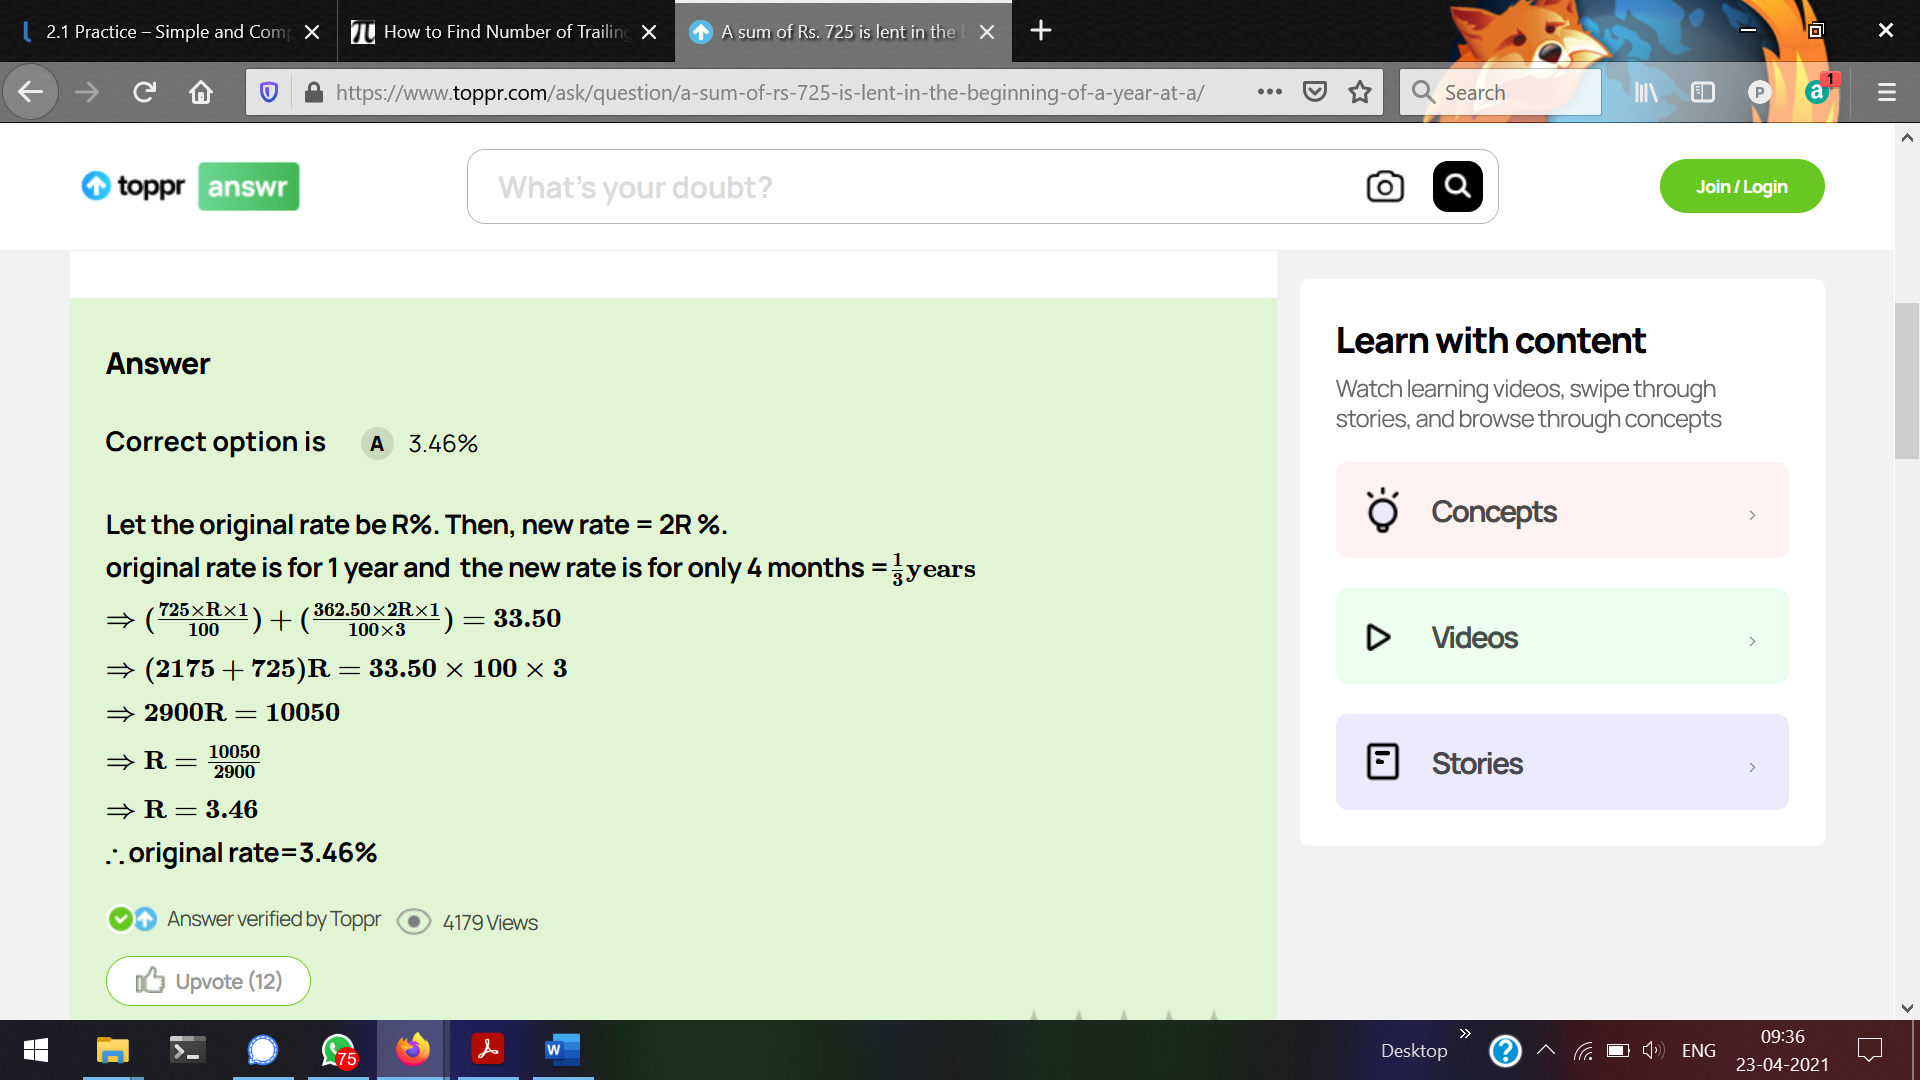 2.1 Practice – Simple and Com
How to Find Number of Trailing
A sum of Rs. 725 is lent in the b
https://www.toppr.com/ask/question/a-sum-of-rs-725-is-lent-in-the-beginning-of-a-year-at-a/
Search
P
a
1
toppr answr
What's your doubt?
Join / Login
Answer
Correct option is A 3.46%
Let the original rate be R%. Then, new rate = 2R %.
original rate is for 1 year and the new rate is for only 4 months = 1/3 years
⇒ (725×R×1/100) + (362.50×2R×1/100×3) = 33.50
⇒ (2175 + 725)R = 33.50 × 100 × 3
⇒ 2900R = 10050
⇒ R = 10050/2900
⇒ R = 3.46
∴ original rate=3.46%
Answer verified by Toppr 4179 Views
Upvote (12)
Learn with content
Watch learning videos, swipe through
stories, and browse through concepts
Concepts
Videos
Stories
75
W
Desktop
ENG
09:36
23-04-2021